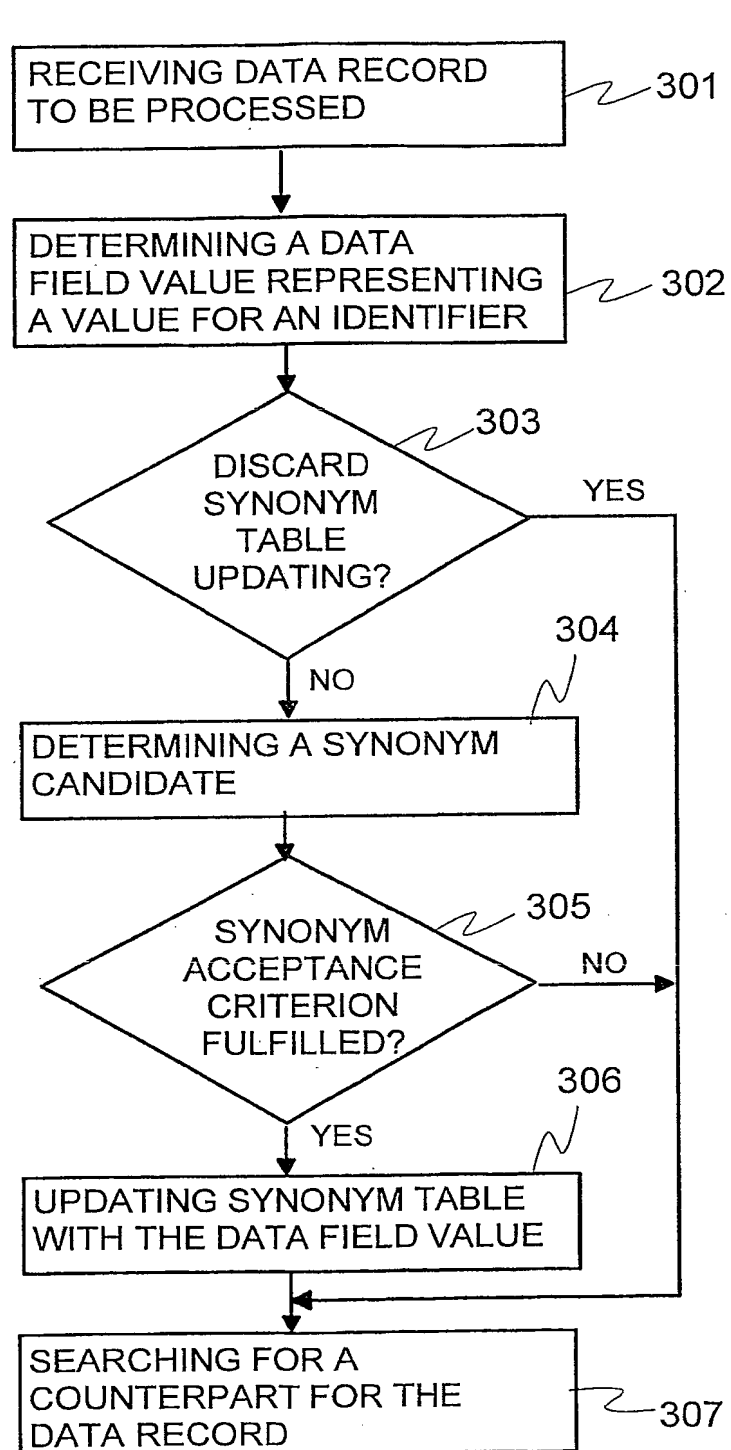 RECEIVING DATA RECORD
TO BE PROCESSED
301
DETERMINING A DATA
FIELD VALUE REPRESENTING
A VALUE FOR AN IDENTIFIER
302
303
DISCARD
SYNONYM
TABLE
UPDATING?
YES
NO
304
DETERMINING A SYNONYM
CANDIDATE
305
SYNONYM
ACCEPTANCE
CRITERION
FULFILLED?
NO
YES
306
UPDATING SYNONYM TABLE
WITH THE DATA FIELD VALUE
SEARCHING FOR A
COUNTERPART FOR THE
DATA RECORD
307